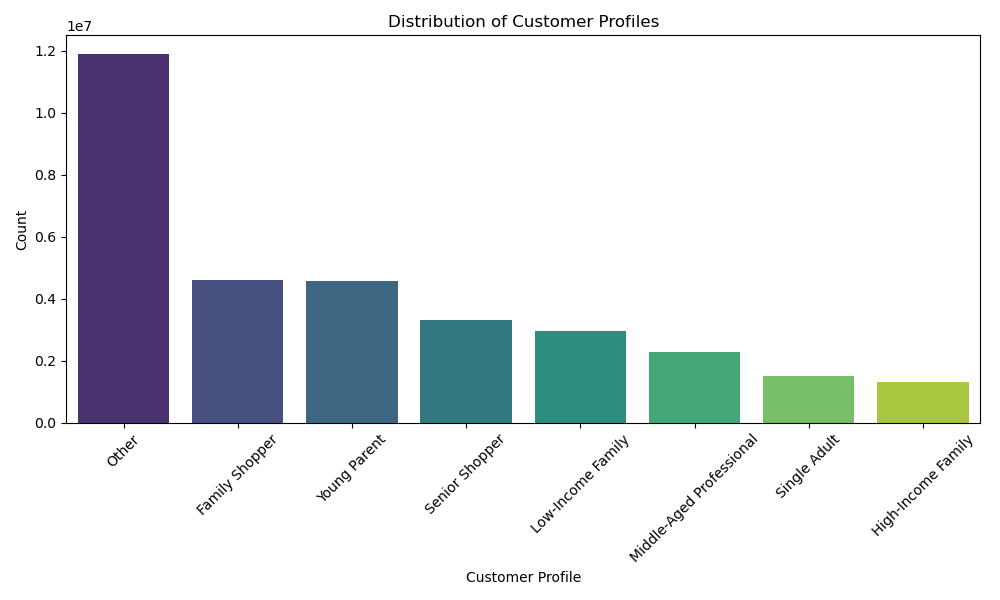 Distribution of Customer Profiles
1e7
1.2
1.0
0.8
0.6
0.4
0.2
0.0
Count
Other
Family Shopper
Young Parent
Senior Shopper
Low-Income Family
Middle-Aged Professional
Single Adult
High-Income Family
Customer Profile